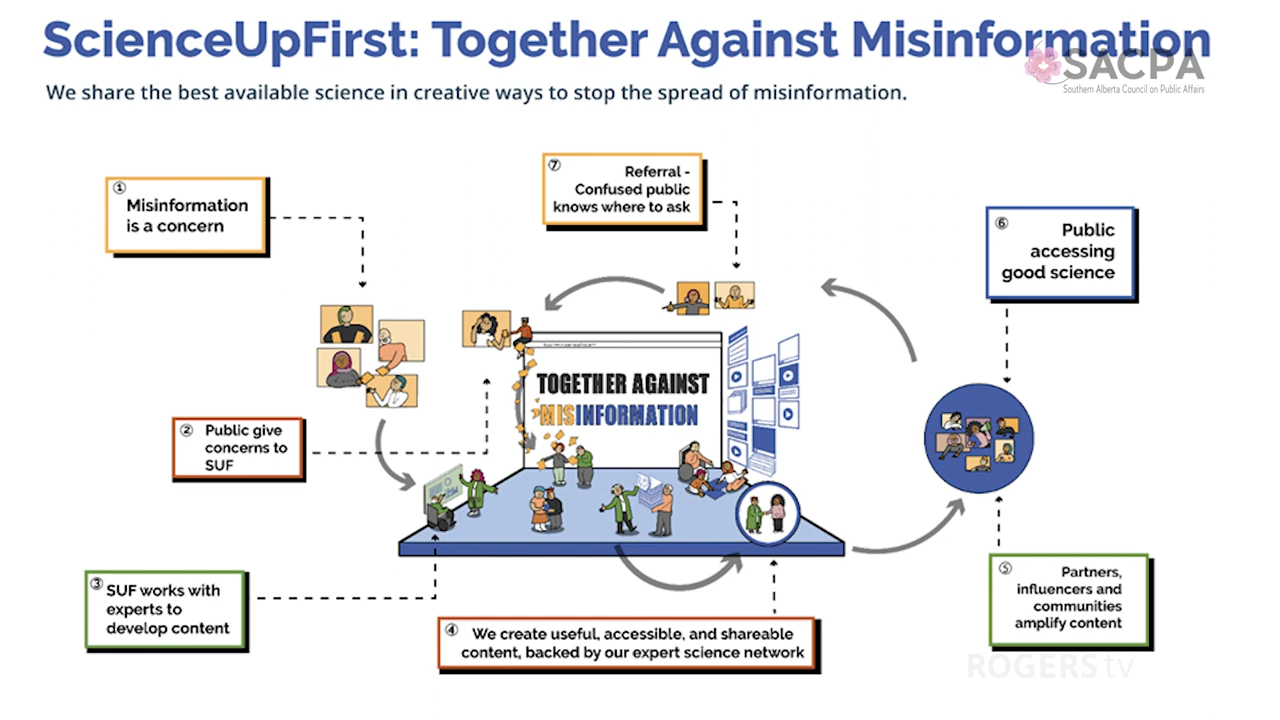 ScienceUpFirst: Together Against Misinformation
SACPA
Southern Alberta Council on Public Affairs
We share the best available science in creative ways to stop the spread of misinformation.
①
Misinformation
is a concern
⑦
Referral -
Confused public
knows where to ask
⑥
Public
accessing
good science
TOGETHER AGAINST
MISINFORMATION
②
Public give
concerns to
SUF
③
SUF works with
experts to
develop content
④
We create useful, accessible, and shareable
content, backed by our expert science network
⑤
Partners,
influencers and
communities
amplify content
ROGERS tv